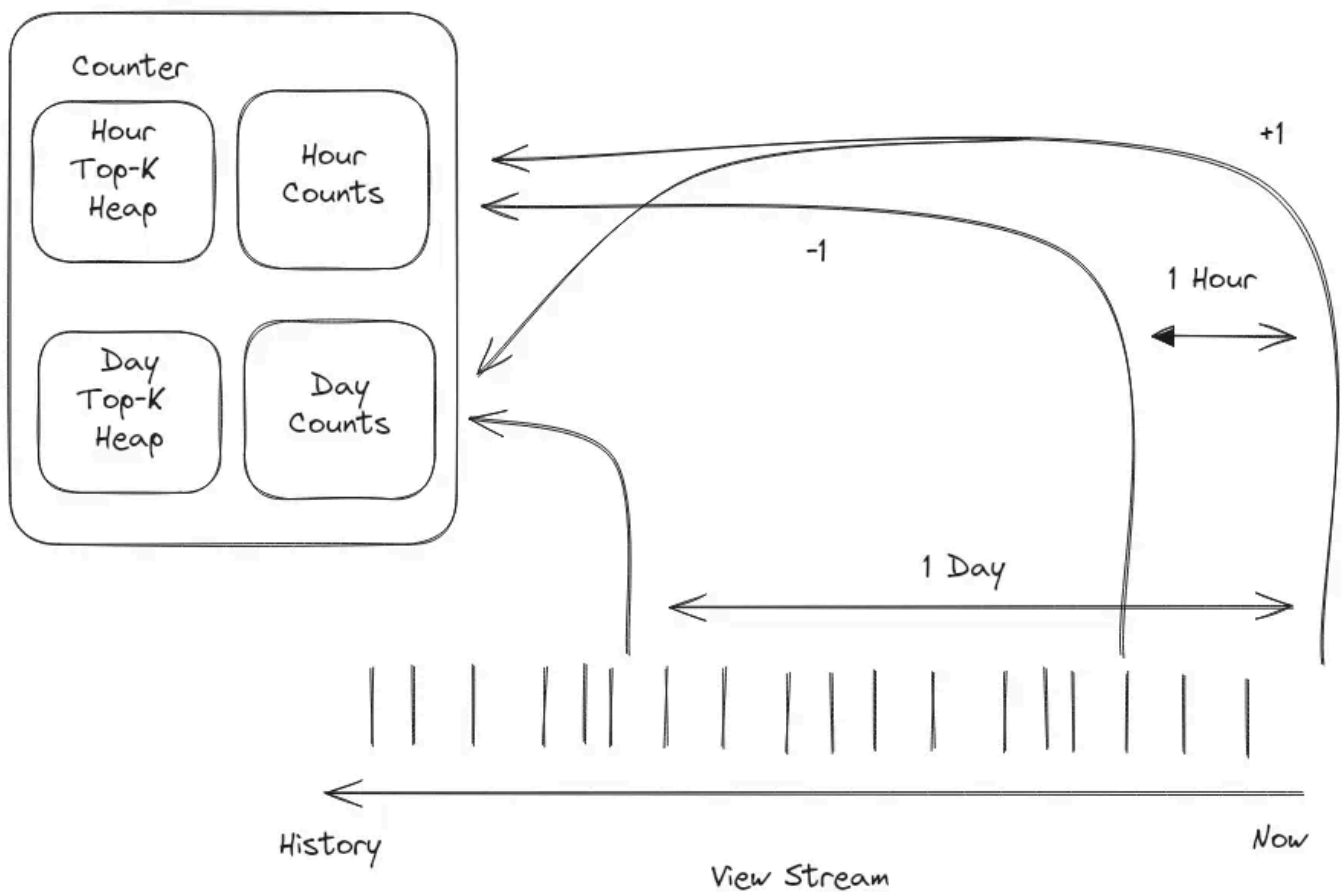 Counter
Hour
Top-K
Heap
Hour
Counts
Day
Top-K
Heap
Day
Counts
+1
-1
1 Hour
1 Day
History
Now
View Stream